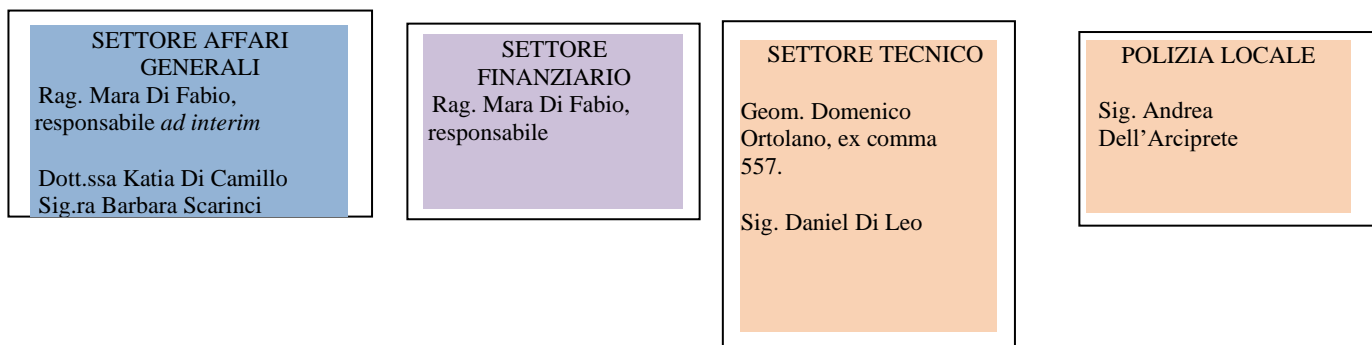 SETTORE AFFARI
GENERALI
Rag. Mara Di Fabio,
responsabile ad interim
Dott.ssa Katia Di Camillo
Sig.ra Barbara Scarinci
SETTORE
FINANZIARIO
Rag. Mara Di Fabio,
responsabile
SETTORE TECNICO
Geom. Domenico
Ortolano, ex comma
557.
Sig. Daniel Di Leo
POLIZIA LOCALE
Sig. Andrea
Dell’Arciprete